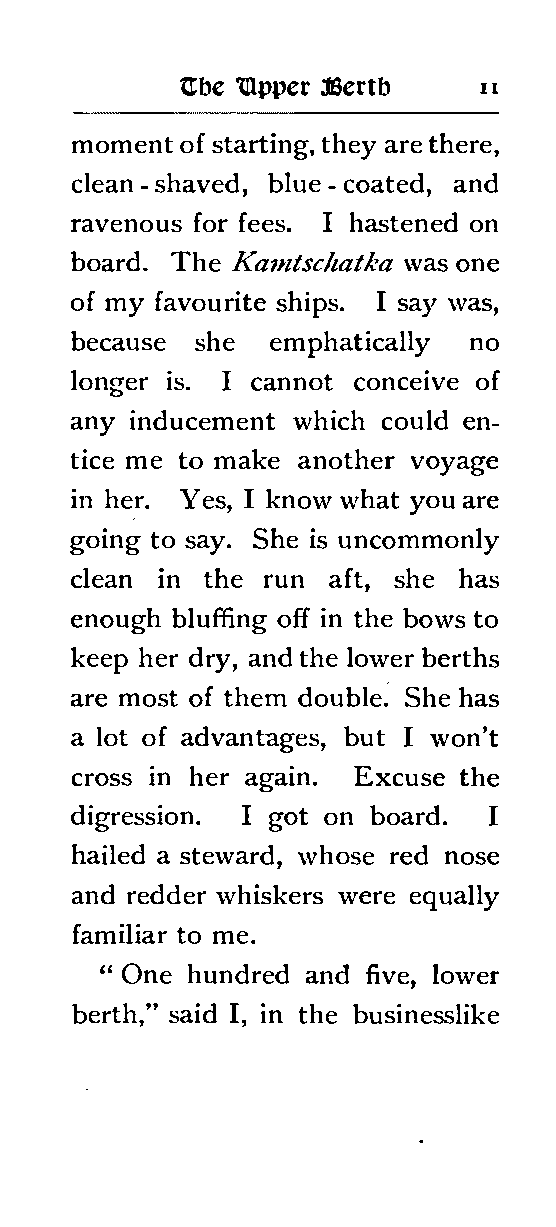 The Upper Berth 11
moment of starting, they are there,
clean-shaved, blue-coated, and
ravenous for fees. I hastened on
board. The Kamtschatka was one
of my favourite ships. I say was,
because she emphatically no
longer is. I cannot conceive of
any inducement which could en-
tice me to make another voyage
in her. Yes, I know what you are
going to say. She is uncommonly
clean in the run aft, she has
enough bluffing off in the bows to
keep her dry, and the lower berths
are most of them double. She has
a lot of advantages, but I won't
cross in her again. Excuse the
digression. I got on board. I
hailed a steward, whose red nose
and redder whiskers were equally
familiar to me.
“One hundred and five, lower
berth,” said I, in the businesslike